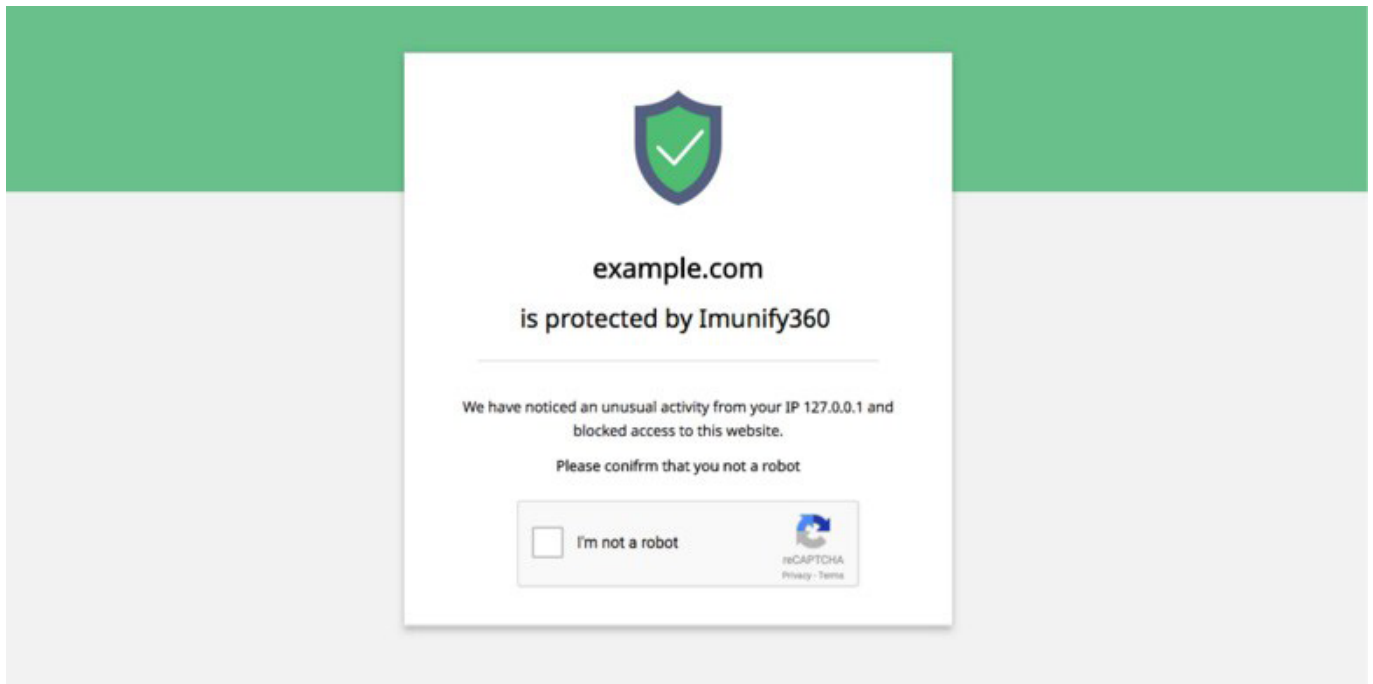 example.com
is protected by Imunify360
We have noticed an unusual activity from your IP 127.0.0.1 and
blocked access to this website.
Please conifrm that you not a robot
I'm not a robot
reCAPTCHA
Privacy - Terms